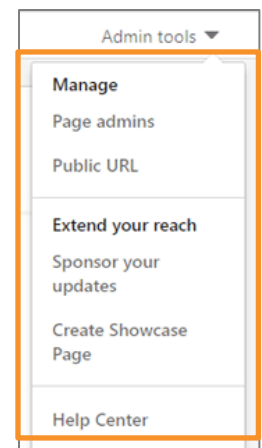 Admin tools
Manage
Page admins
Public URL
Extend your reach
Sponsor your
updates
Create Showcase
Page
Help Center